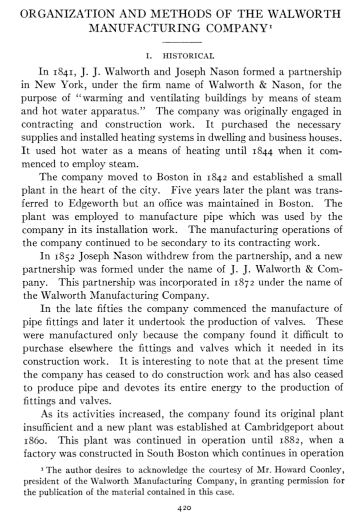 ORGANIZATION AND METHODS OF THE WALWORTH
MANUFACTURING COMPANY¹
I. HISTORICAL
In 1841, J. J. Walworth and Joseph Nason formed a partnership
in New York, under the firm name of Walworth & Nason, for the
purpose of “warming and ventilating buildings by means of steam
and hot water apparatus.” The company was originally engaged in
contracting and construction work. It purchased the necessary
supplies and installed heating systems in dwelling and business houses.
It used hot water as a means of heating until 1844 when it com-
menced to employ steam.
The company moved to Boston in 1842 and established a small
plant in the heart of the city. Five years later the plant was trans-
ferred to Edgeworth but an office was maintained in Boston. The
plant was employed to manufacture pipe which was used by the
company in its installation work. The manufacturing operations of
the company continued to be secondary to its contracting work.
In 1852 Joseph Nason withdrew from the partnership, and a new
partnership was formed under the name of J. J. Walworth & Com-
pany. This partnership was incorporated in 1872 under the name of
the Walworth Manufacturing Company.
In the late fifties the company commenced the manufacture of
pipe fittings and later it undertook the production of valves. These
were manufactured only because the company found it difficult to
purchase elsewhere the fittings and valves which it needed in its
construction work. It is interesting to note that at the present time
the company has ceased to do construction work and has also ceased
to produce pipe and devotes its entire energy to the production of
fittings and valves.
As its activities increased, the company found its original plant
insufficient and a new plant was established at Cambridgeport about
1860. This plant was continued in operation until 1882, when a
factory was constructed in South Boston which continues in operation
¹ The author desires to acknowledge the courtesy of Mr. Howard Coonley,
president of the Walworth Manufacturing Company, in granting permission for
the publication of the material contained in this case.
420